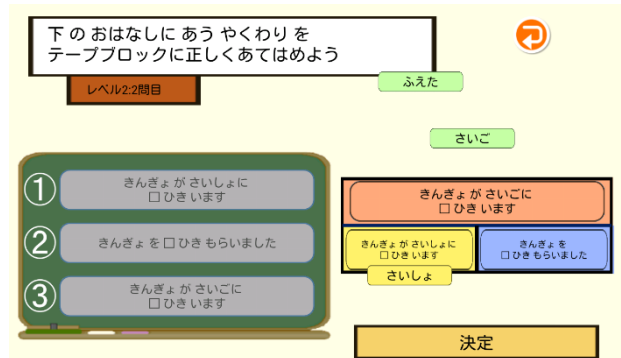 下 の おはなしに あう やくわり を
テープブロックに正しくあてはめよう
レベル2:2問目
ふえた
さいご
①
きんぎょ が さいしょに
□ ひき います
②
きんぎょ を □ ひき もらいました
③
きんぎょ が さいごに
□ ひき います
きんぎょ が さいごに
□ ひき います
きんぎょ が さいしょに
□ ひき います
きんぎょ を
□ ひき もらいました
さいしょ
決定